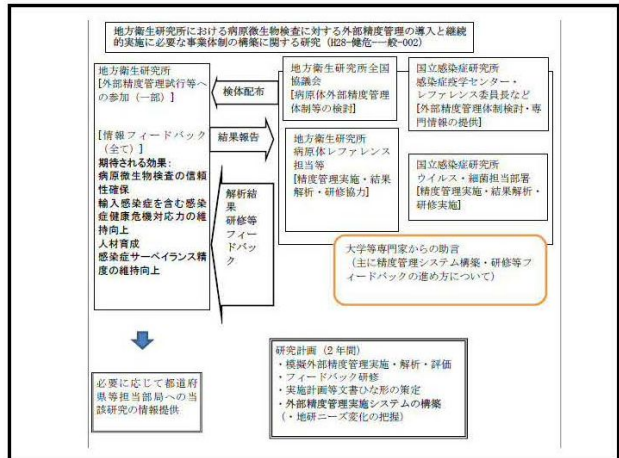 地方衛生研究所における病原微生物検査に対する外部精度管理の導入と継続
的実施に必要な事業体制の構築に関する研究 (H28-健危-一般-002)
地方衛生研究所
[外部精度管理試行等へ
の参加（一部）]
[情報フィードバック
（全て）]
期待される効果：
病原微生物検査の信頼
性確保
輸入感染症を含む感染
症健康危機対応力の維
持向上
人材育成
感染症サーベイランス精
度の維持向上
検体配布
結果報告
解析結
果
研修等
フィー
ドバッ
ク
地方衛生研究所全国
協議会
[病原体外部精度管理
体制等の検討]
国立感染症研究所
感染症疫学センター・
レファレンス委員長など
[外部精度管理体制検討・専
門情報の提供]
地方衛生研究所
病原体レファレンス
担当等
[精度管理実施・結果
解析・研修協力]
国立感染症研究所
ウイルス・細菌担当部署
[精度管理実施・結果解析・
研修実施]
大学等専門家からの助言
（主に精度管理システム構築・研修等フ
ィードバックの進め方について）
必要に応じて都道府
県等担当部局への当
該研究の情報提供
研究計画（2年間）
・模擬外部精度管理実施・解析・評価
・フィードバック研修
・実施計画等文書ひな形の策定
・外部精度管理実施システムの構築
（・地研ニーズ変化の把握）